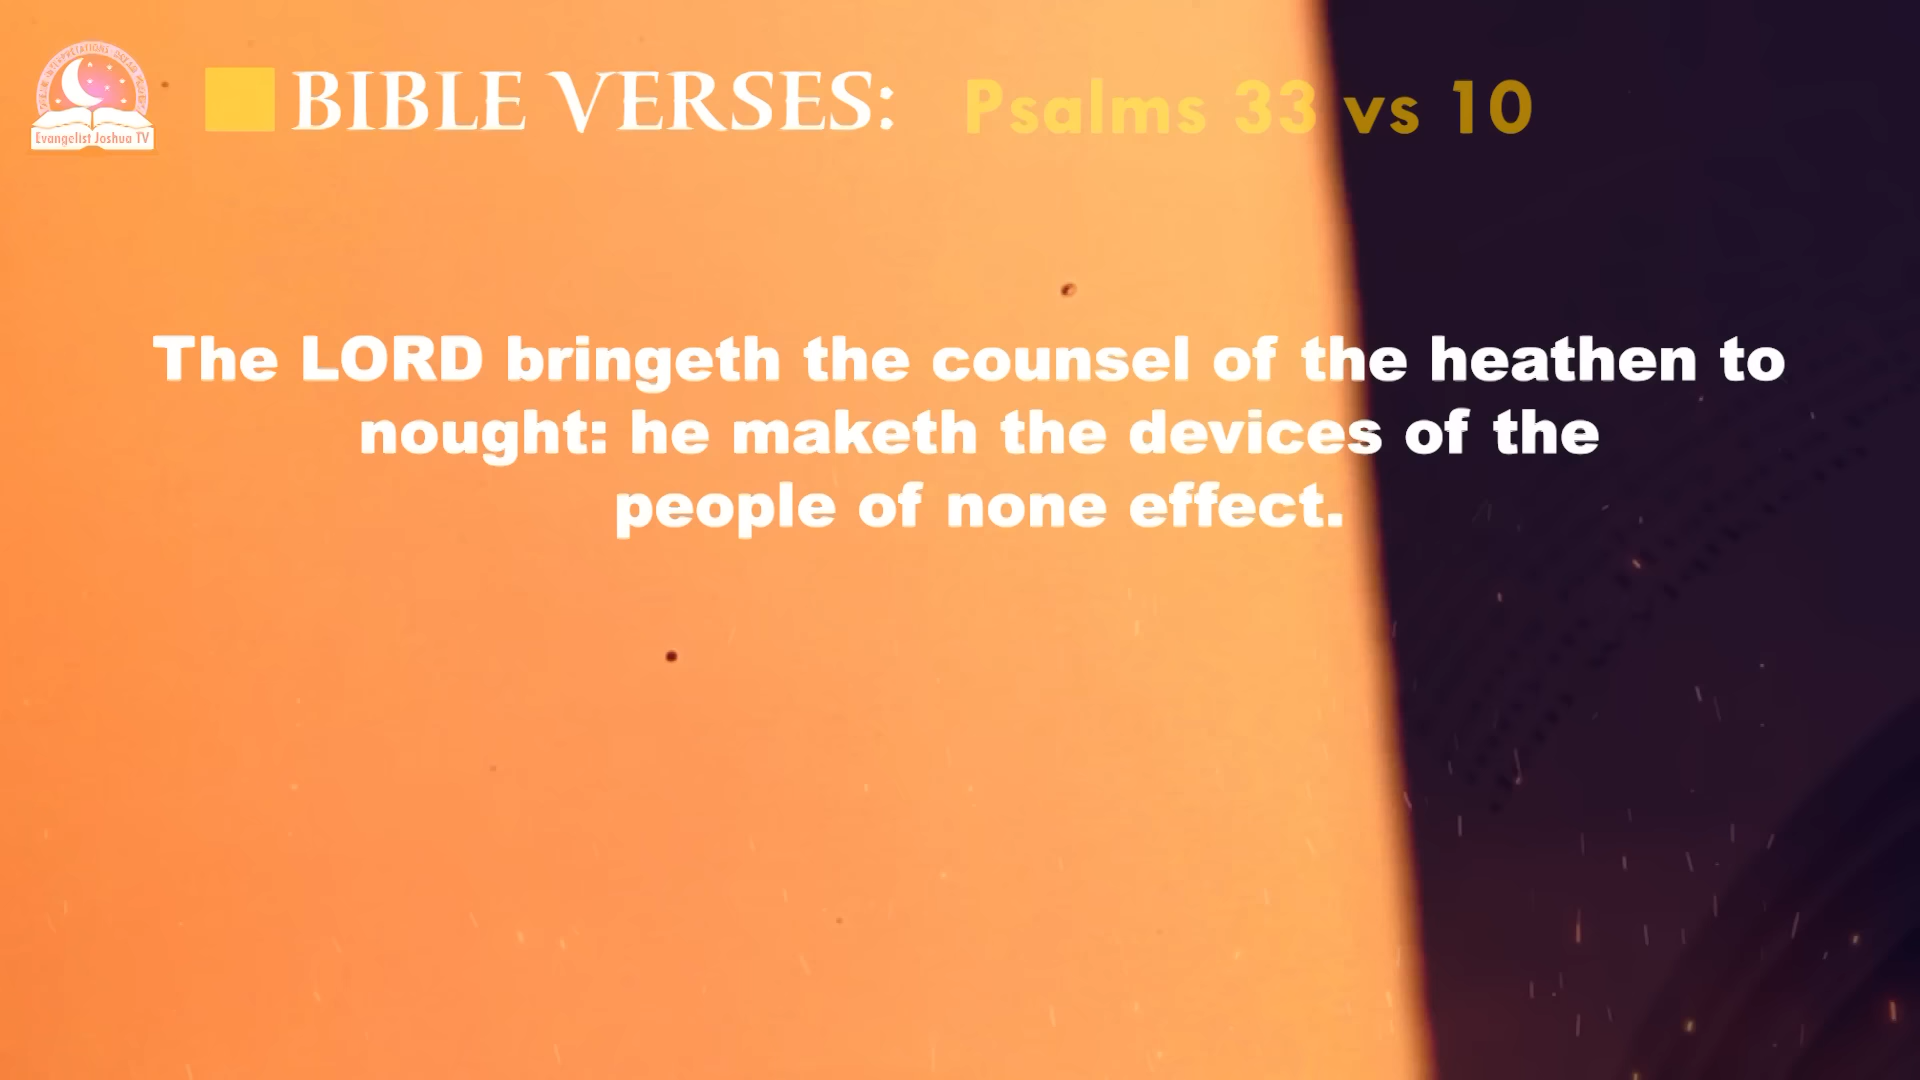 BIBLE VERSES: Psalms 33 vs 10
Evangelist Joshua TV
The LORD bringeth the counsel of the heathen to
nought: he maketh the devices of the
people of none effect.